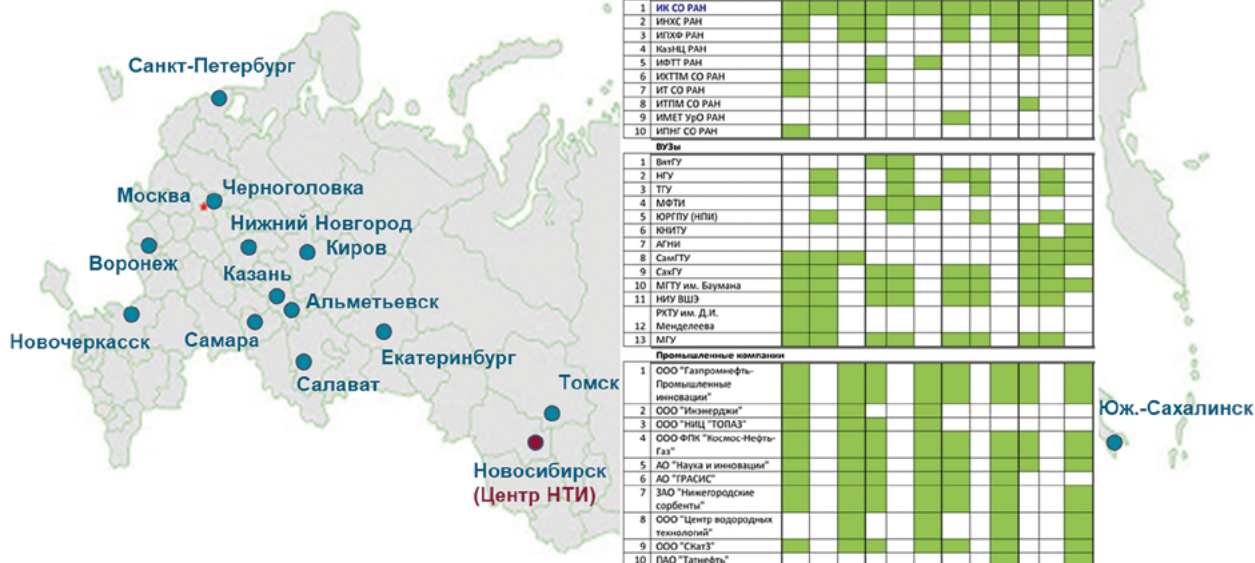 Санкт-Петербург
Москва
Черноголовка
Нижний Новгород
Киров
Воронеж
Казань
Альметьевск
Новочеркасск
Самара
Екатеринбург
Салават
Томск
Новосибирск
(Центр НТИ)
1 ИК СО РАН
2 ИНХС РАН
3 ИПХФ РАН
4 КазНЦ РАН
5 ИФТТ РАН
6 ИХТТМ СО РАН
7 ИТ СО РАН
8 ИТПМ СО РАН
9 ИМЕТ УрО РАН
10 ИПНГ СО РАН
ВУЗы
1 ВятГУ
2 НГУ
3 ТГУ
4 МФТИ
5 ЮРГПУ (НПИ)
6 КНИТУ
7 АГНИ
8 СамГТУ
9 СахГУ
10 МГТУ им. Баумана
11 НИУ ВШЭ
РХТУ им. Д.И.
12 Менделеева
13 МГУ
Промышленные компании
1 ООО "Газпромнефть-
Промышленные
инновации"
2 ООО "Инэнерджи"
3 ООО "НИЦ "ТОПАЗ"
4 ООО ФПК "Космос-Нефть-
Газ"
5 АО "Наука и инновации"
6 АО "ГРАСИС"
7 ЗАО "Нижегородские
сорбенты"
8 ООО "Центр водородных
технологий"
9 ООО "СКатЗ"
10 ПАО "Татнефть"
Юж.-Сахалинск